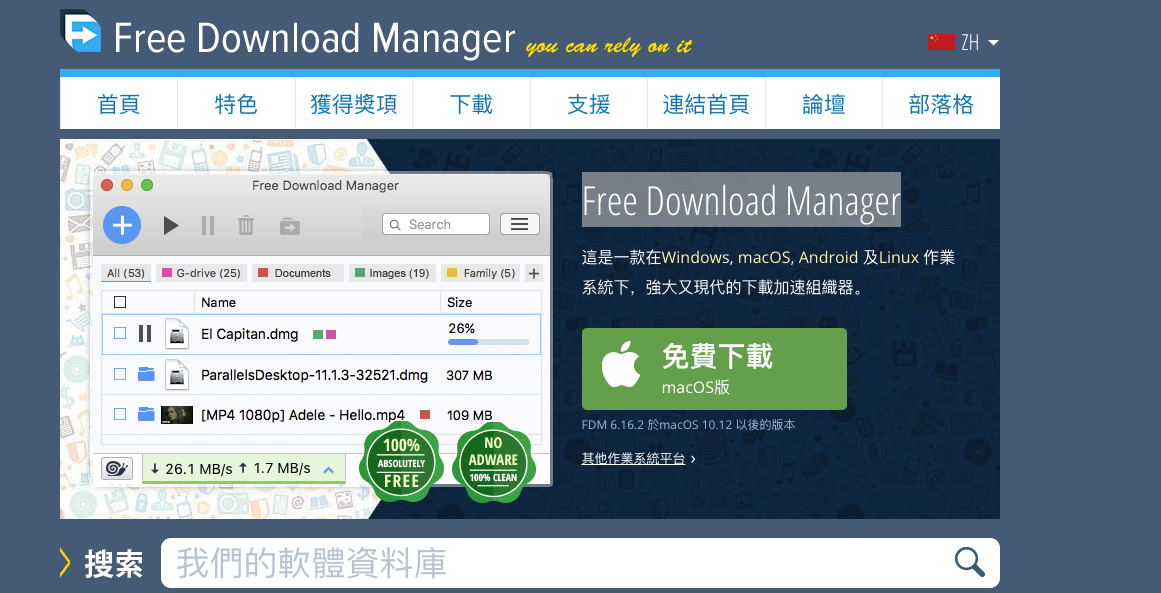 Free Download Manager you can rely on it
ZH
首頁 特色 獲得獎項 下載 支援 連結首頁 論壇 部落格
Free Download Manager
Search
All (53) G-drive (25) Documents Images (19) Family (5) +
Name Size
El Capitan.dmg 26%
ParallelsDesktop-11.1.3-32521.dmg 307 MB
[MP4 1080p] Adele - Hello.mp4 109 MB
26.1 MB/s 1.7 MB/s
100%
ABSOLUTELY
FREE
NO
ADWARE
100% CLEAN
Free Download Manager
這是一款在Windows, macOS, Android 及Linux 作業
系統下，強大又現代的下載加速組織器。
免費下載
macOS版
FDM 6.16.2 於macOS 10.12 以後的版本
其他作業系統平台 ›
搜索 我們的軟體資料庫